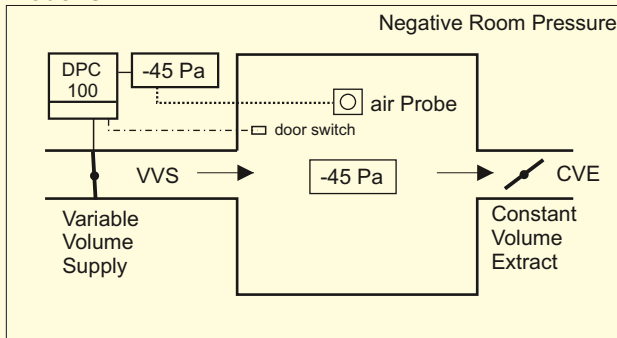 Negative Room Pressure
DPC
100
-45 Pa
air Probe
door switch
VVS
-45 Pa
CVE
Variable
Volume
Supply
Constant
Volume
Extract